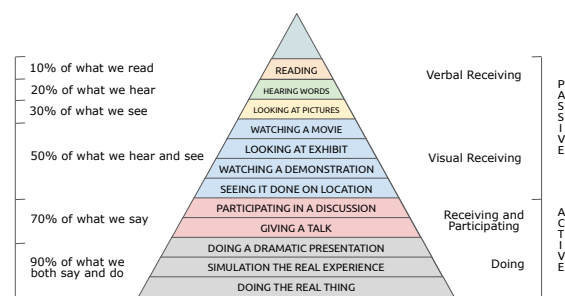 10% of what we read
20% of what we hear
30% of what we see
50% of what we hear and see
70% of what we say
90% of what we
both say and do
READING
HEARING WORDS
LOOKING AT PICTURES
WATCHING A MOVIE
LOOKING AT EXHIBIT
WATCHING A DEMONSTRATION
SEEING IT DONE ON LOCATION
PARTICIPATING IN A DISCUSSION
GIVING A TALK
DOING A DRAMATIC PRESENTATION
SIMULATION THE REAL EXPERIENCE
DOING THE REAL THING
Verbal Receiving
Visual Receiving
Receiving and
Participating
Doing
PASSIVE
ACTIVE